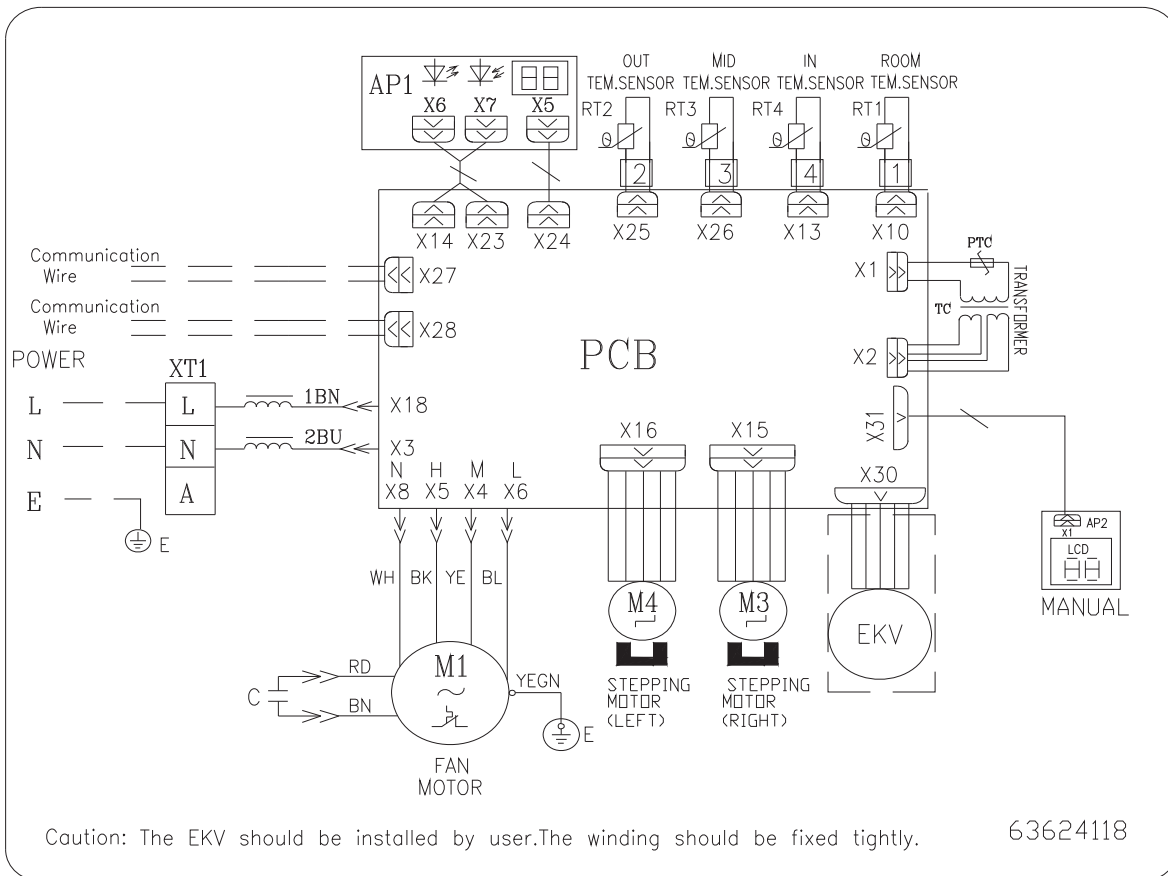 OUT
TEM.SENSOR
MID
TEM.SENSOR
IN
TEM.SENSOR
ROOM
TEM.SENSOR
AP1
X6
X7
X5
RT2
RT3
RT4
RT1
θ
θ
θ
θ
2
3
4
1
X14
X23
X24
X25
X26
X13
X10
Communication
Wire
X27
X1
PTC
TC
TRANSFORMER
Communication
Wire
X28
X2
PCB
POWER
XT1
L
L
1BN
X18
N
N
2BU
X3
E
A
E
X31
N
H
M
L
X8
X5
X4
X6
X16
X15
X30
WH
BK
YE
BL
AP2
X1
LCD
MANUAL
M4
M3
EKV
C
RD
BN
M1
~
YEGN
E
STEPPING
MOTOR
(LEFT)
STEPPING
MOTOR
(RIGHT)
FAN
MOTOR
Caution: The EKV should be installed by user.The winding should be fixed tightly.
63624118